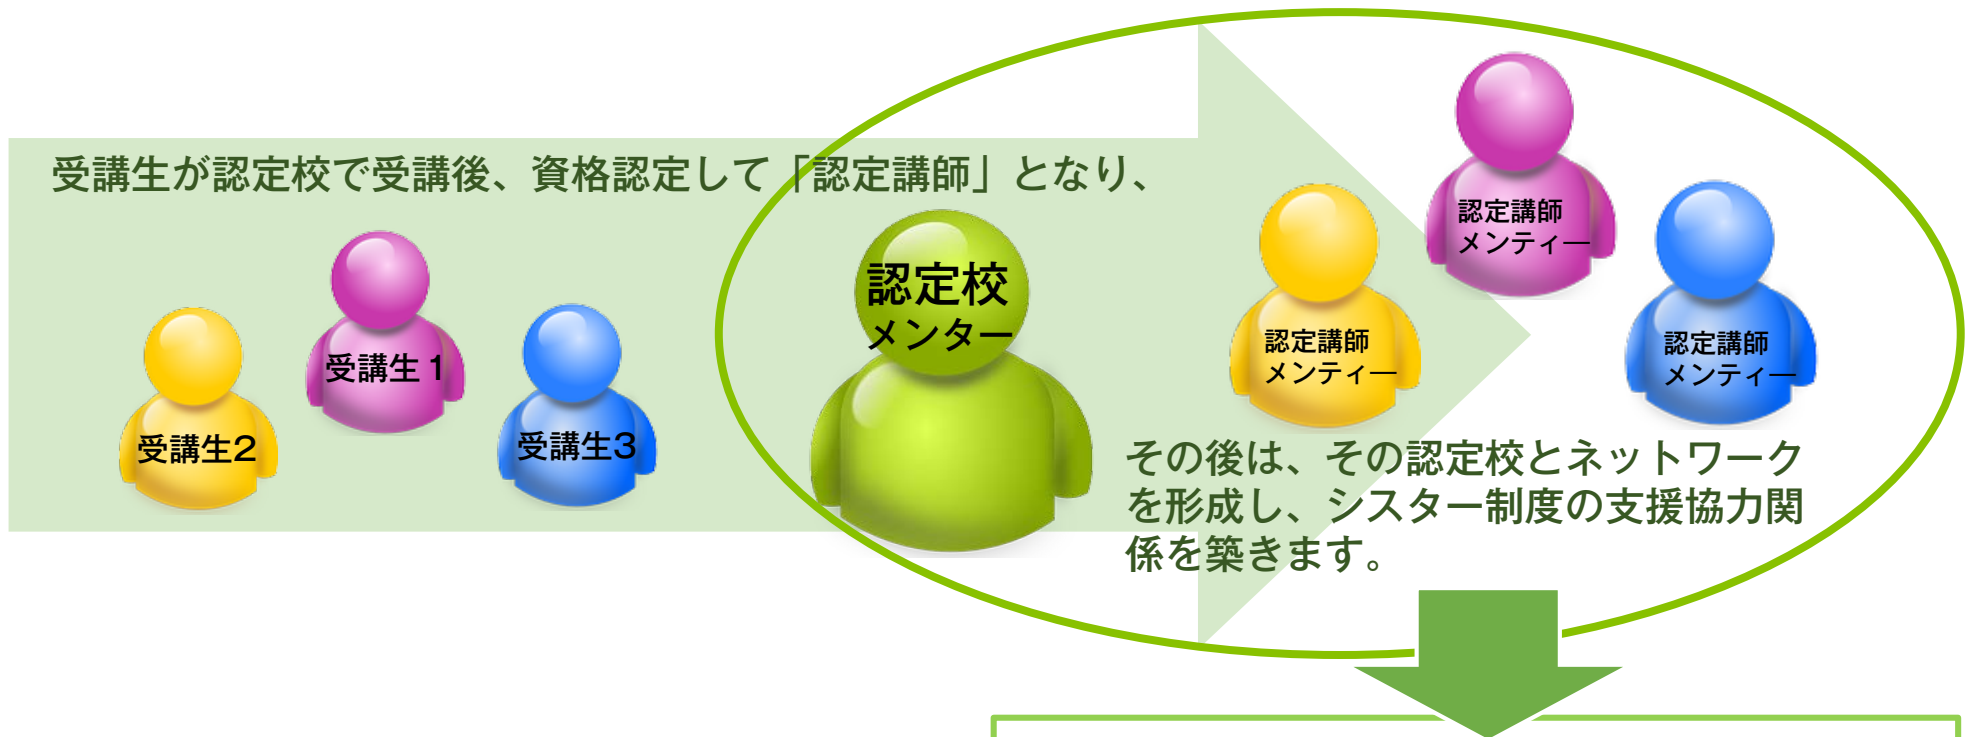 受講生が認定校で受講後、資格認定して「認定講師」となり、
受講生１
受講生2
受講生3
認定校
メンター
認定講師
メンティ―
認定講師
メンティ―
認定講師
メンティ―
その後は、その認定校とネットワーク
を形成し、シスター制度の支援協力関
係を築きます。